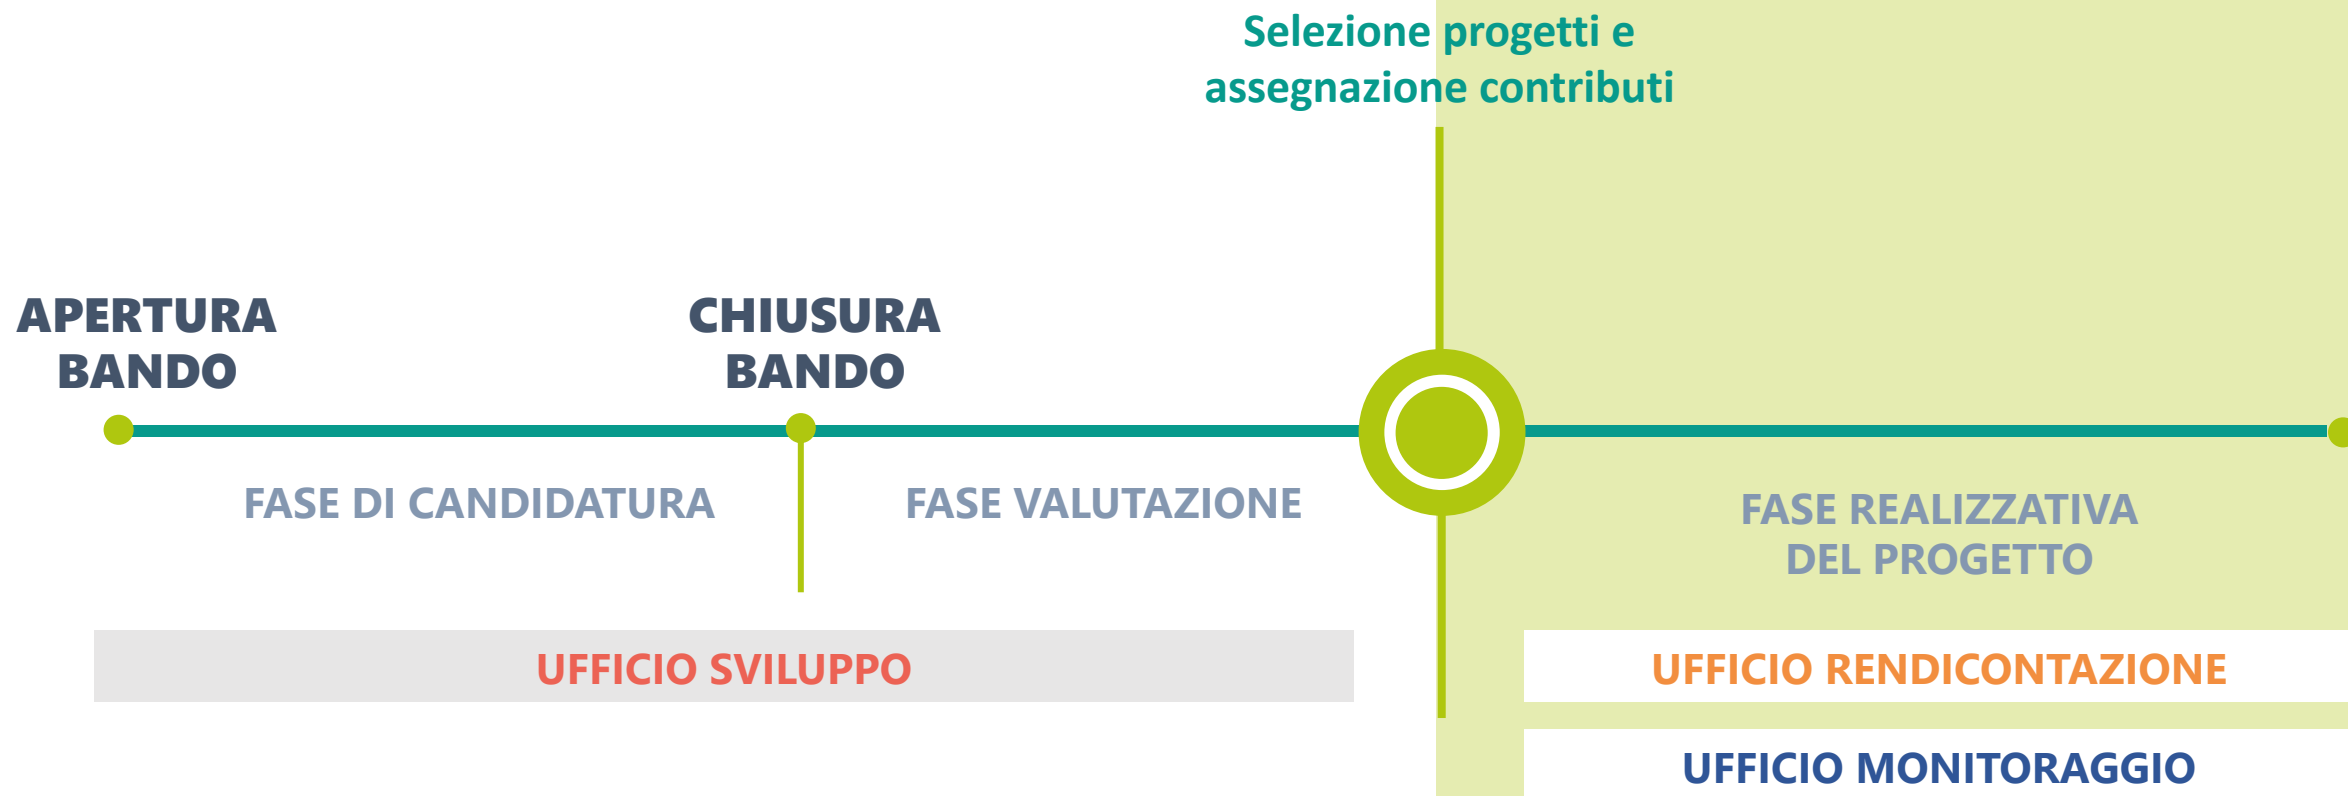 Selezione progetti e
assegnazione contributi
APERTURA
BANDO
CHIUSURA
BANDO
FASE DI CANDIDATURA
FASE VALUTAZIONE
FASE REALIZZATIVA
DEL PROGETTO
UFFICIO SVILUPPO
UFFICIO RENDICONTAZIONE
UFFICIO MONITORAGGIO